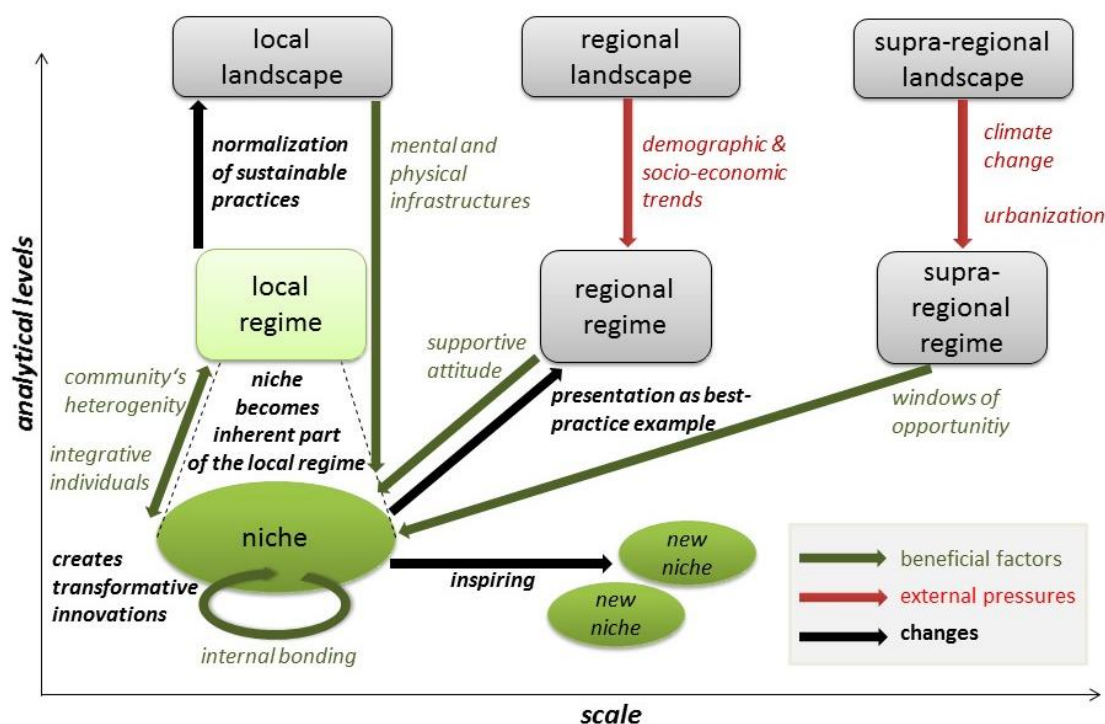 local
landscape
regional
landscape
supra-regional
landscape
normalization
of sustainable
practices
mental and
physical
infrastructures
demographic &
socio-economic
trends
climate
change
urbanization
analytical levels
local
regime
regional
regime
supra-
regional
regime
community's
heterogenity
integrative
individuals
niche
becomes
inherent part
of the local regime
supportive
attitude
presentation as best-
practice example
windows of
opportunitiy
niche
creates
transformative
innovations
internal bonding
inspiring
new
niche
new
niche
beneficial factors
external pressures
changes
scale